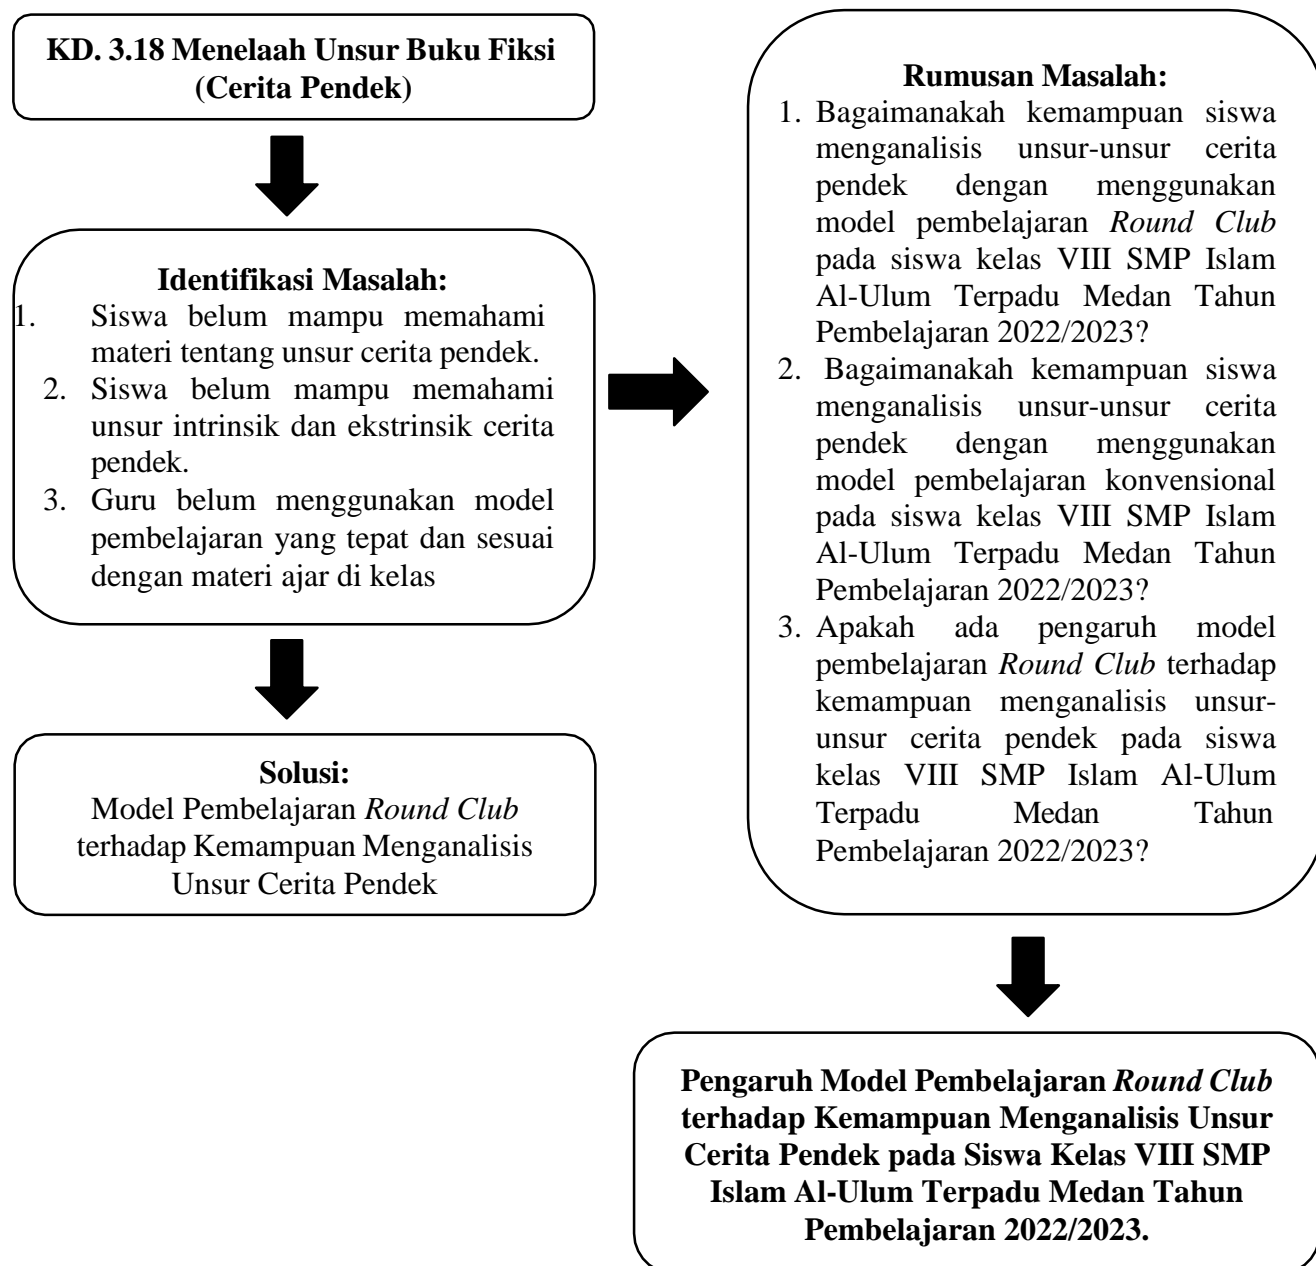 KD. 3.18 Menelaah Unsur Buku Fiksi
(Cerita Pendek)
Identifikasi Masalah:
1. Siswa belum mampu memahami
materi tentang unsur cerita pendek.
2. Siswa belum mampu memahami
unsur intrinsik dan ekstrinsik cerita
pendek.
3. Guru belum menggunakan model
pembelajaran yang tepat dan sesuai
dengan materi ajar di kelas
Solusi:
Model Pembelajaran Round Club
terhadap Kemampuan Menganalisis
Unsur Cerita Pendek
Rumusan Masalah:
1. Bagaimanakah kemampuan siswa
menganalisis unsur-unsur cerita
pendek dengan menggunakan
model pembelajaran Round Club
pada siswa kelas VIII SMP Islam
Al-Ulum Terpadu Medan Tahun
Pembelajaran 2022/2023?
2. Bagaimanakah kemampuan siswa
menganalisis unsur-unsur cerita
pendek dengan menggunakan
model pembelajaran konvensional
pada siswa kelas VIII SMP Islam
Al-Ulum Terpadu Medan Tahun
Pembelajaran 2022/2023?
3. Apakah ada pengaruh model
pembelajaran Round Club terhadap
kemampuan menganalisis unsur-
unsur cerita pendek pada siswa
kelas VIII SMP Islam Al-Ulum
Terpadu Medan Tahun
Pembelajaran 2022/2023?
Pengaruh Model Pembelajaran Round Club
terhadap Kemampuan Menganalisis Unsur
Cerita Pendek pada Siswa Kelas VIII SMP
Islam Al-Ulum Terpadu Medan Tahun
Pembelajaran 2022/2023.